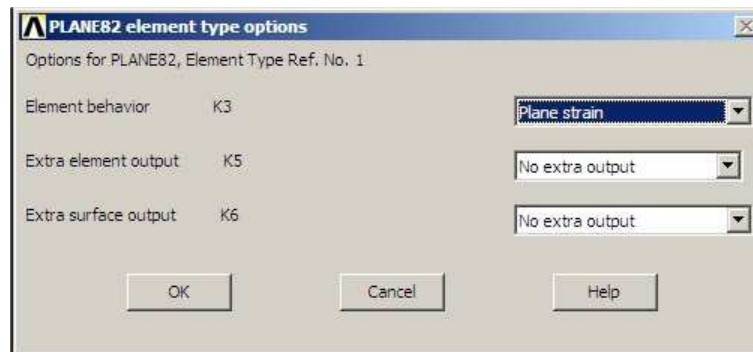 PLANE82 element type options
Options for PLANE82, Element Type Ref. No. 1
Element behavior K3 Plane strain
Extra element output K5 No extra output
Extra surface output K6 No extra output
OK Cancel Help